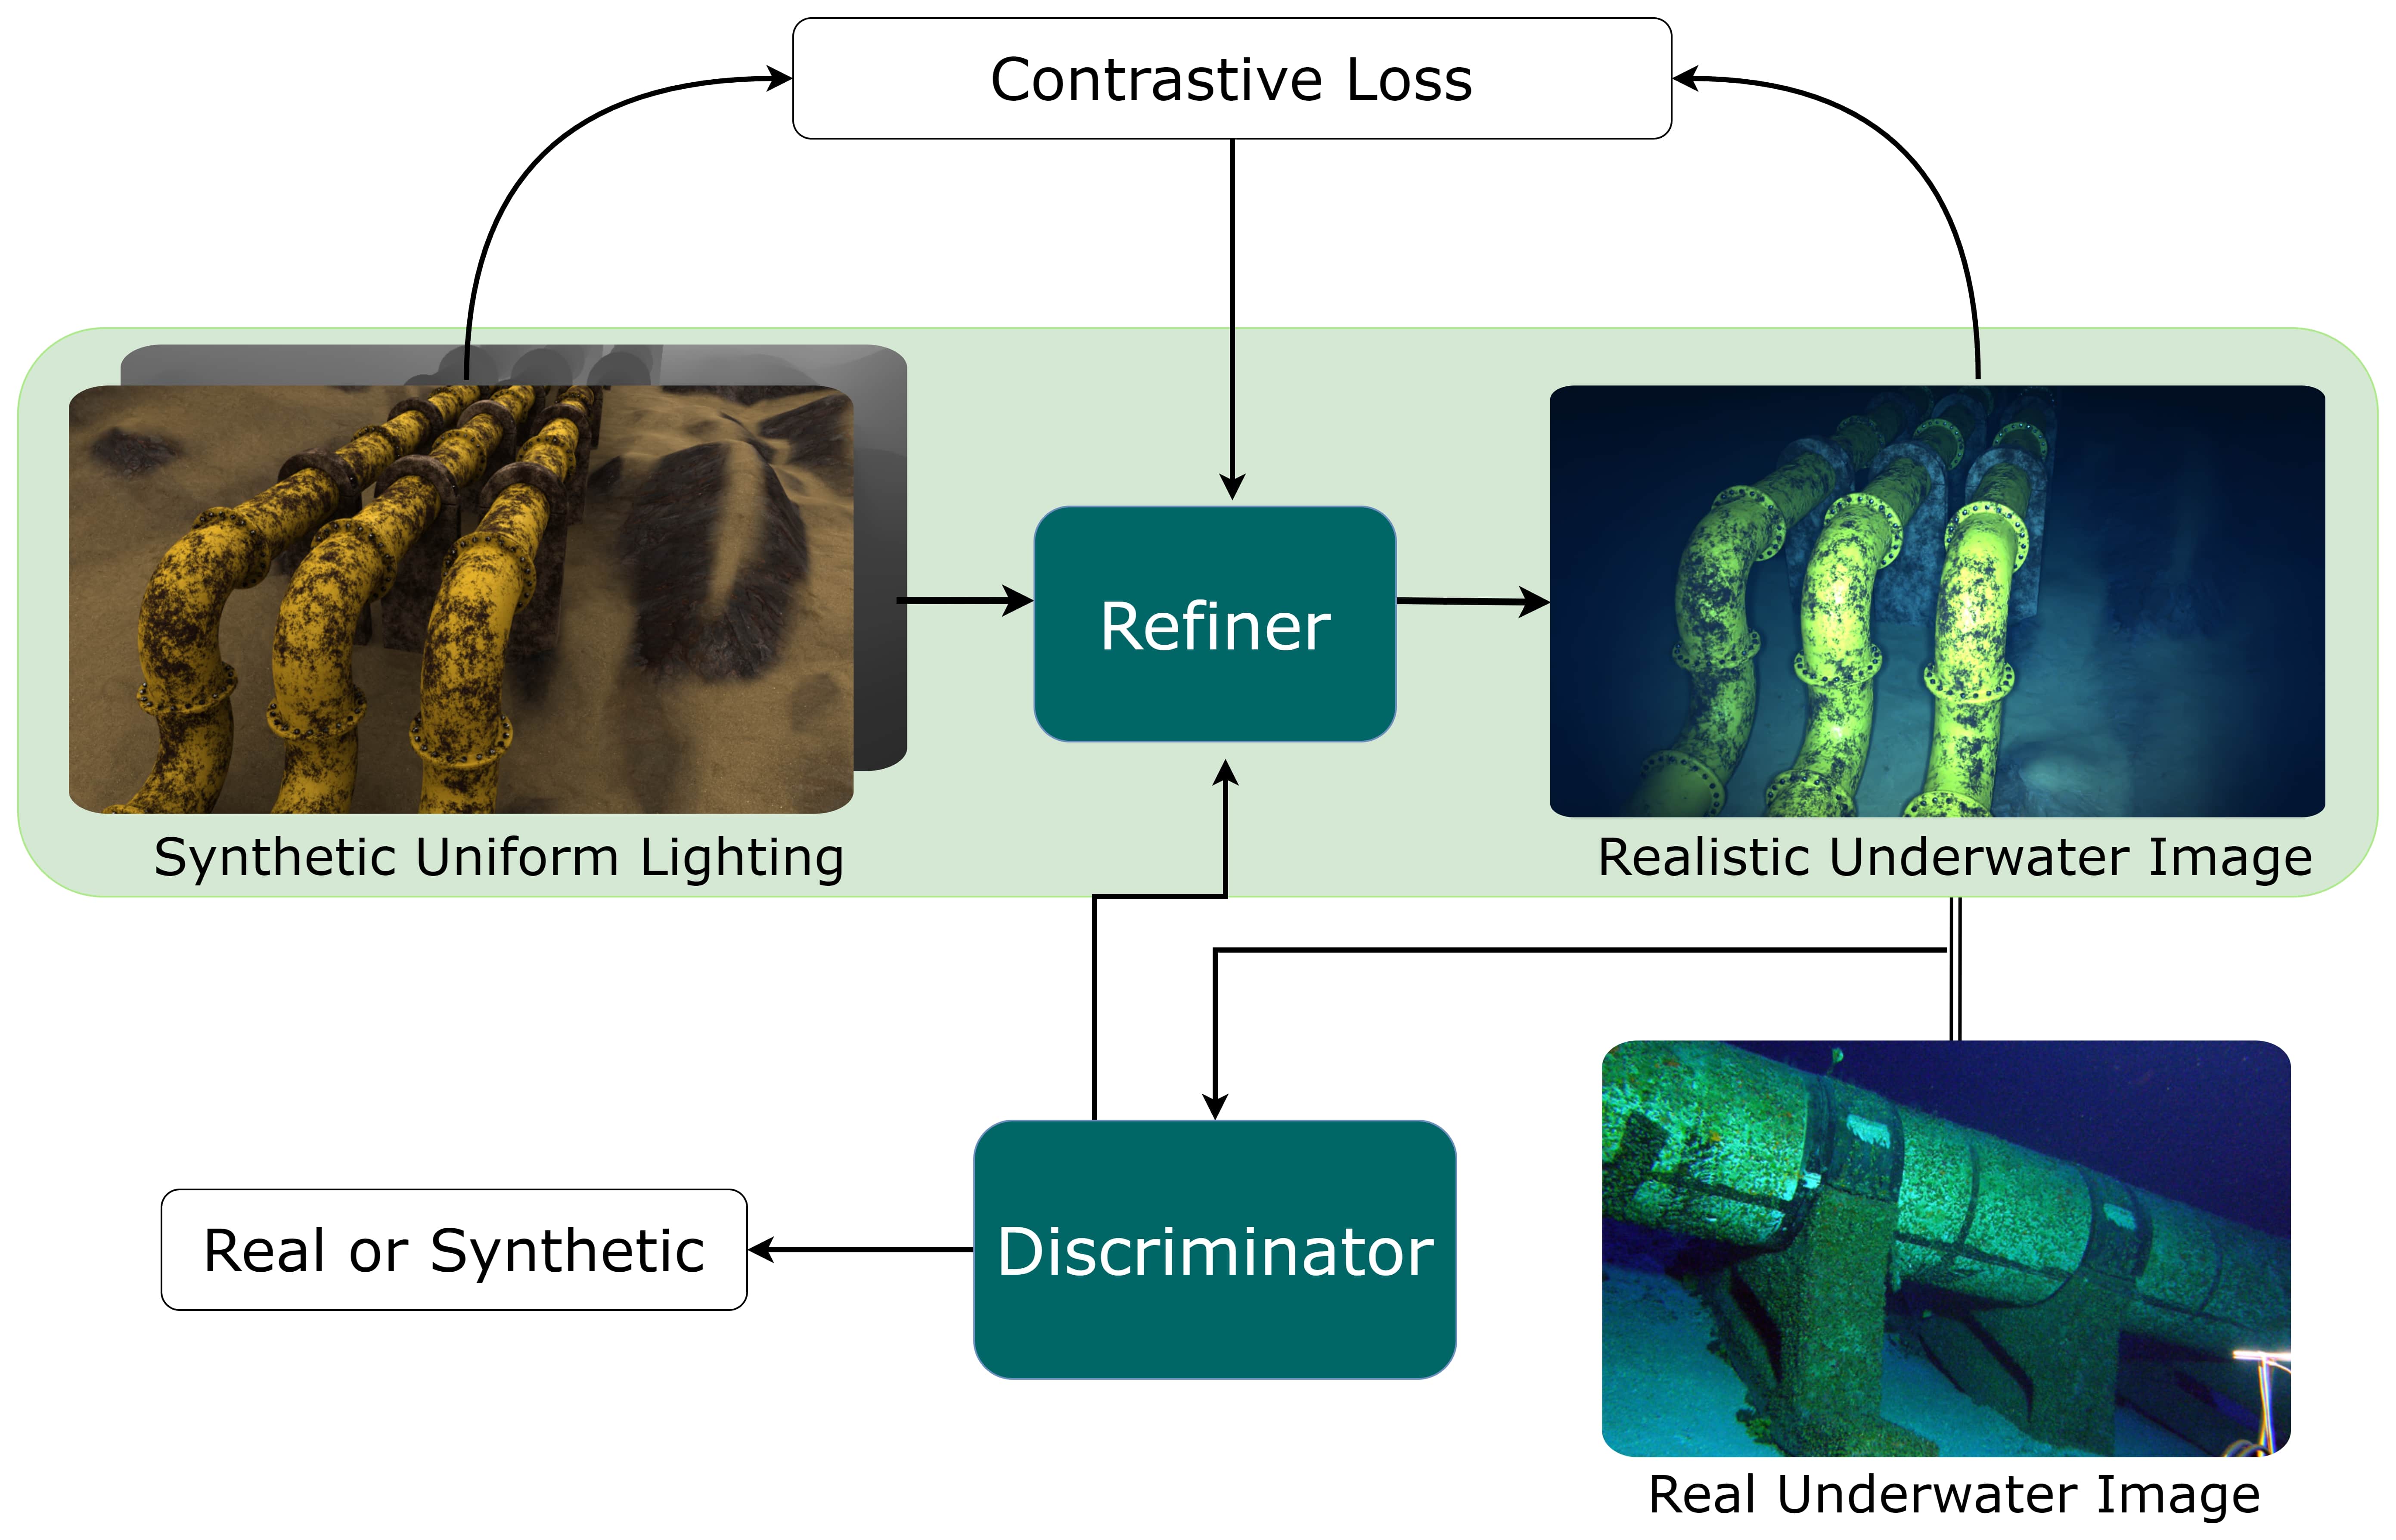 Contrastive Loss
Refiner
Synthetic Uniform Lighting
Realistic Underwater Image
Real or Synthetic
Discriminator
Real Underwater Image